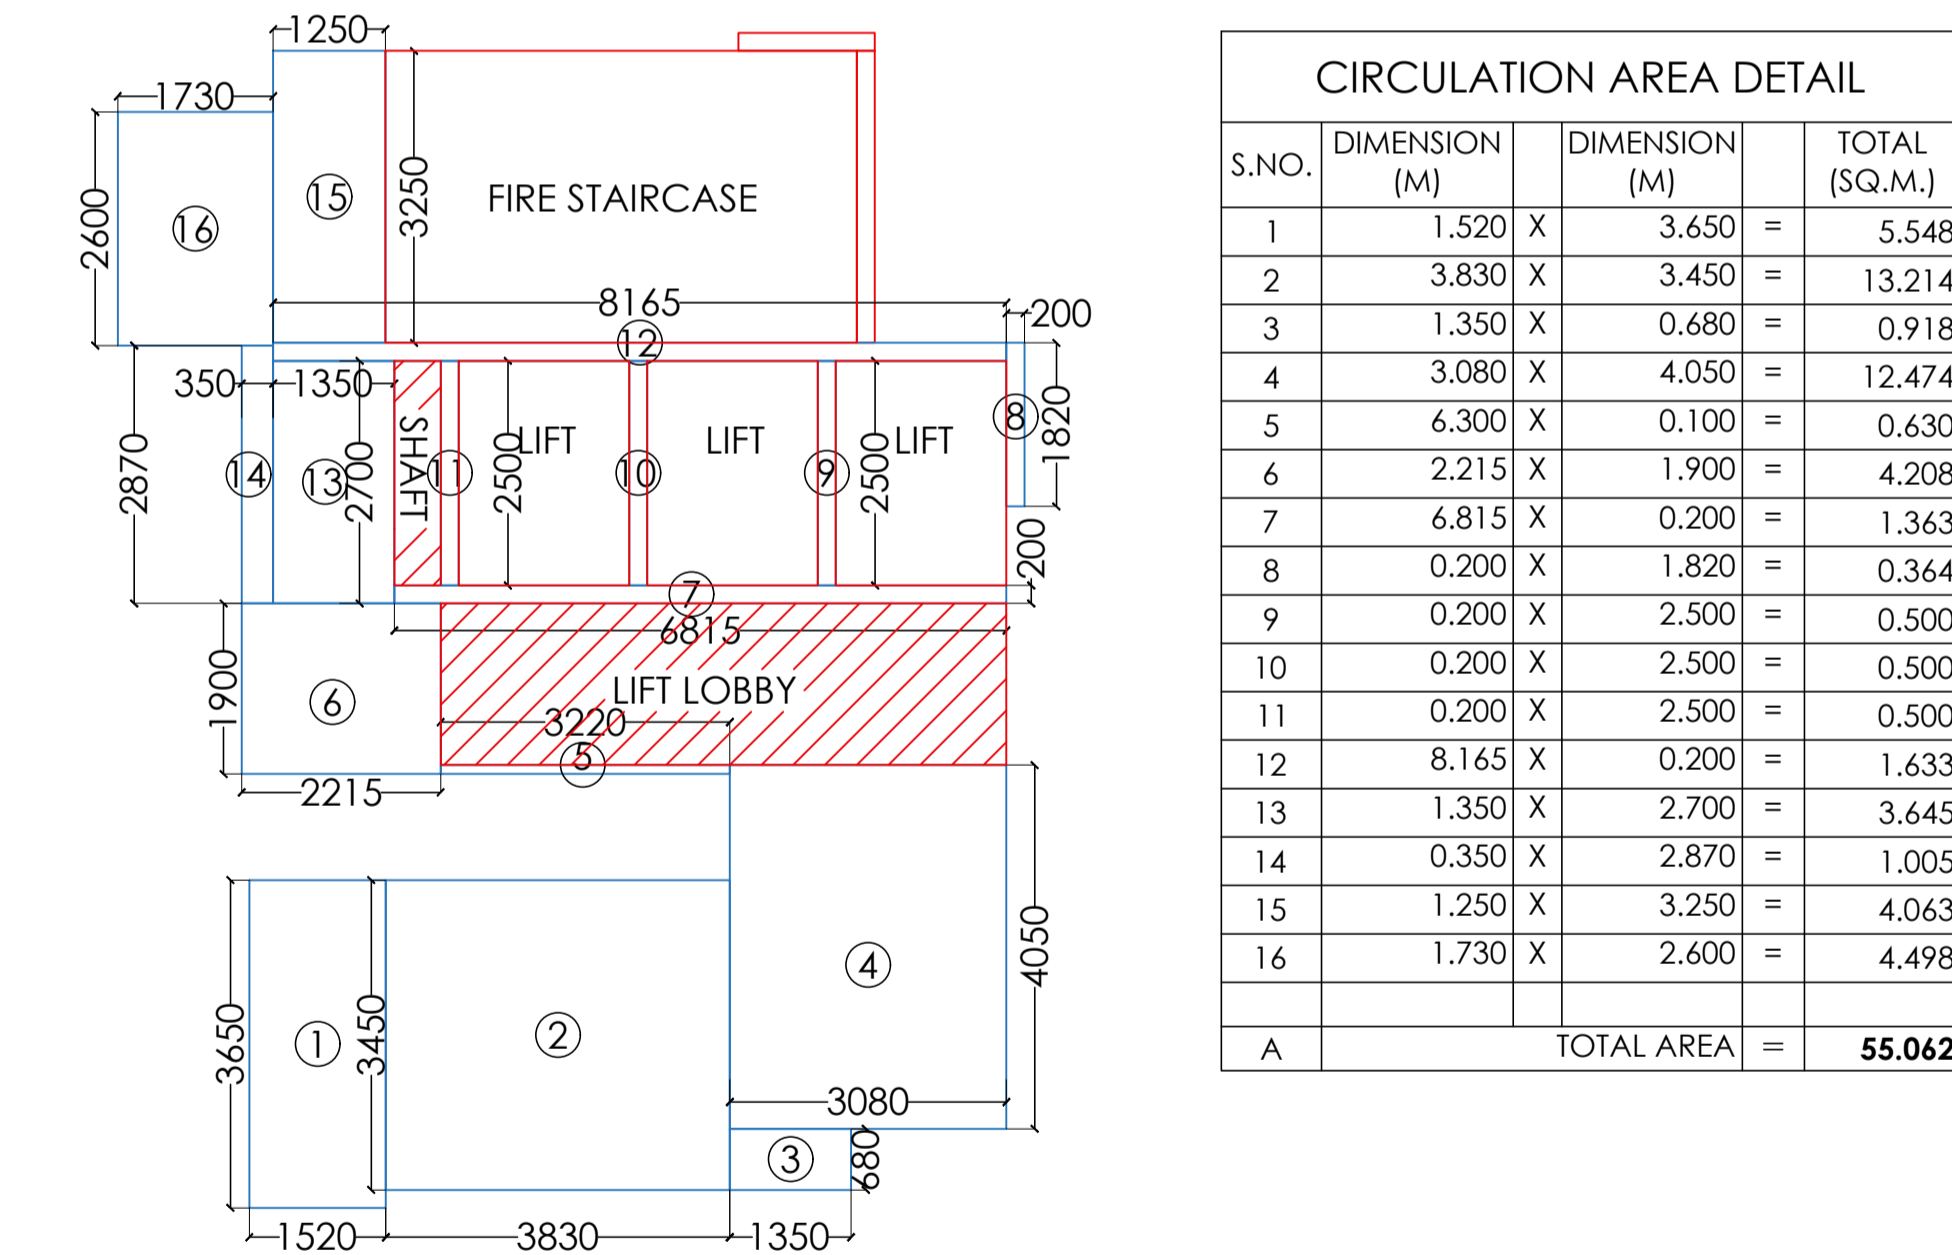 1250
1730
2600
16
15
3250
FIRE STAIRCASE
8165
200
12
350
1350
2870
14
13
2700
SHAFT
11
2500
LIFT
10
LIFT
9
2500
LIFT
8
1820
200
7
6815
1900
6
LIFT LOBBY
3220
5
2215
4050
4
3650
1
3450
2
3080
3
680
1520
3830
1350
CIRCULATION AREA DETAIL
S.NO. DIMENSION (M) DIMENSION (M) TOTAL (SQ.M.)
1 1.520 X 3.650 = 5.548
2 3.830 X 3.450 = 13.214
3 1.350 X 0.680 = 0.918
4 3.080 X 4.050 = 12.474
5 6.300 X 0.100 = 0.630
6 2.215 X 1.900 = 4.208
7 6.815 X 0.200 = 1.363
8 0.200 X 1.820 = 0.364
9 0.200 X 2.500 = 0.500
10 0.200 X 2.500 = 0.500
11 0.200 X 2.500 = 0.500
12 8.165 X 0.200 = 1.633
13 1.350 X 2.700 = 3.645
14 0.350 X 2.870 = 1.005
15 1.250 X 3.250 = 4.063
16 1.730 X 2.600 = 4.498
A TOTAL AREA = 55.062